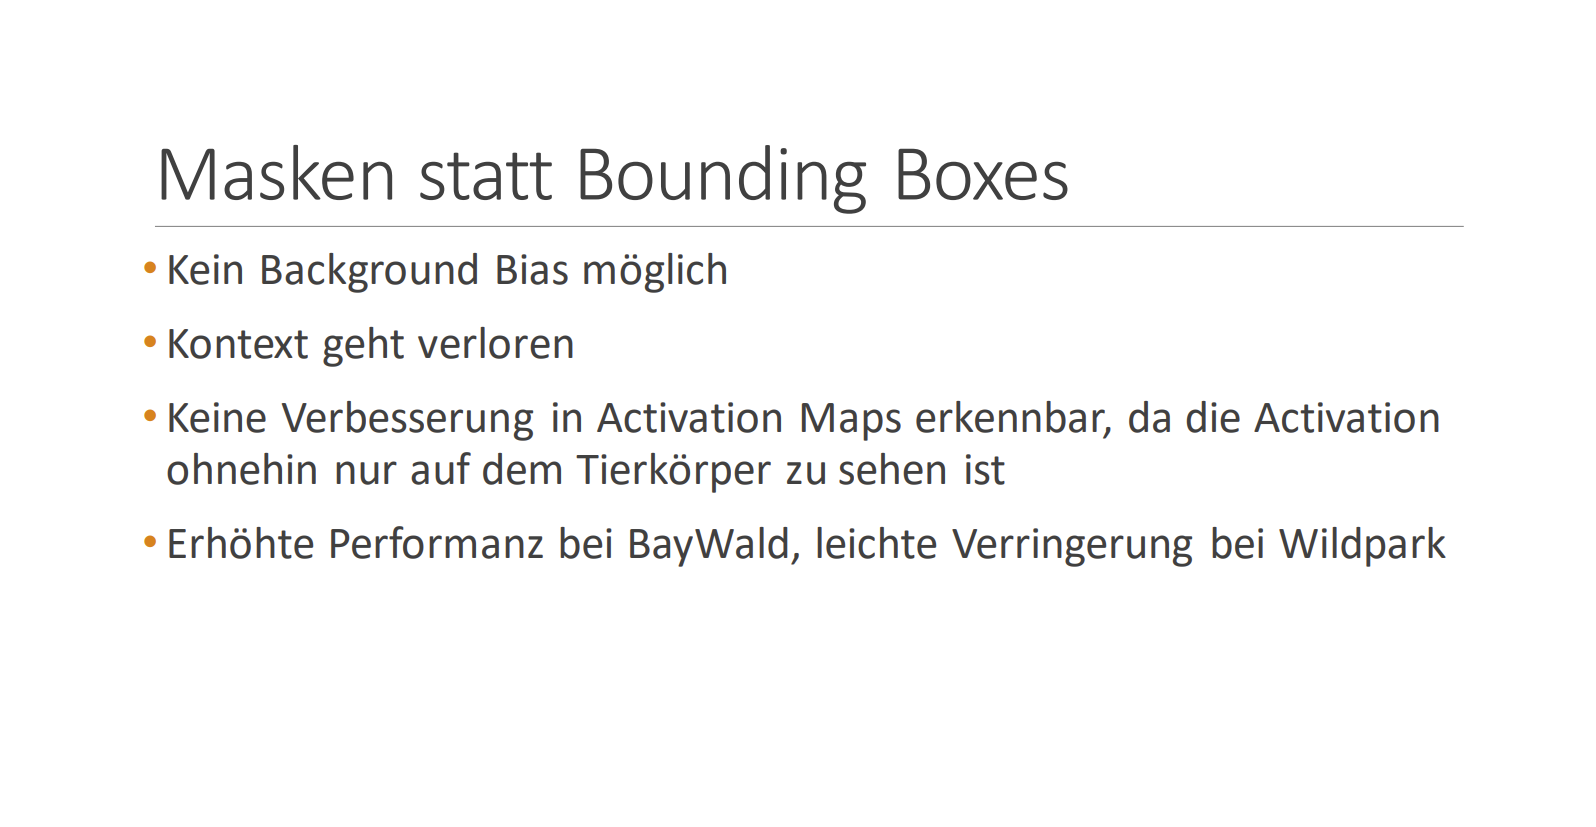 Masken statt Bounding Boxes
• Kein Background Bias möglich
• Kontext geht verloren
• Keine Verbesserung in Activation Maps erkennbar, da die Activation
ohnehin nur auf dem Tierkörper zu sehen ist
• Erhöhte Performanz bei BayWald, leichte Verringerung bei Wildpark